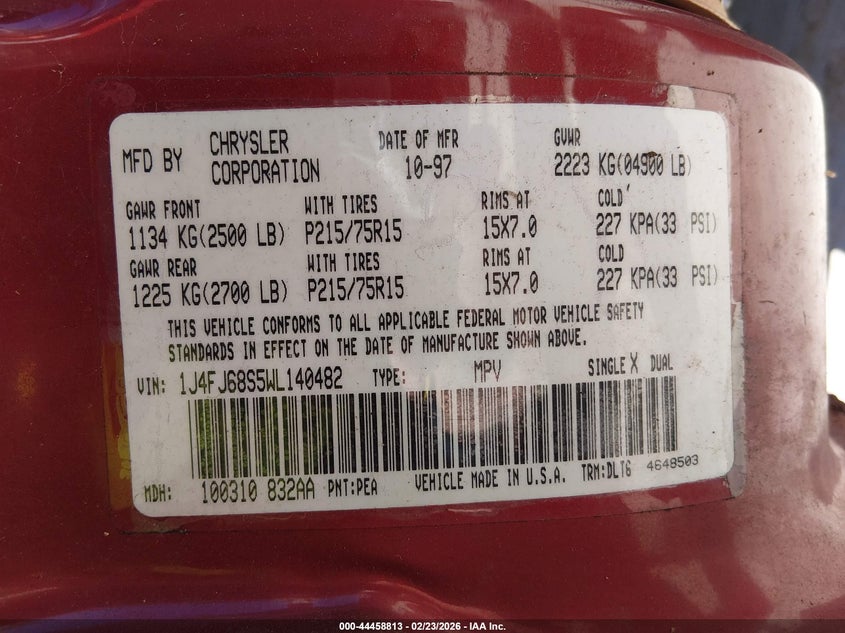 MFD BY CHRYSLER CORPORATION DATE OF MFR 10-97 GVWR 2223 KG(04900 LB)
GAWR FRONT WITH TIRES RIMS AT COLD
1134 KG(2500 LB) P215/75R15 15X7.0 227 KPA(33 PSI)
GAWR REAR WITH TIRES RIMS AT COLD
1225 KG(2700 LB) P215/75R15 15X7.0 227 KPA(33 PSI)
THIS VEHICLE CONFORMS TO ALL APPLICABLE FEDERAL MOTOR VEHICLE SAFETY
STANDARDS IN EFFECT ON THE DATE OF MANUFACTURE SHOWN ABOVE.
VIN: 1J4FJ68S5WL140482 TYPE: MPV SINGLE X DUAL
MDH: 100310 832AA PNT:PEA VEHICLE MADE IN U.S.A. TRM:DLT6 4648503
000-44458813 - 02/23/2026 - IAA Inc.